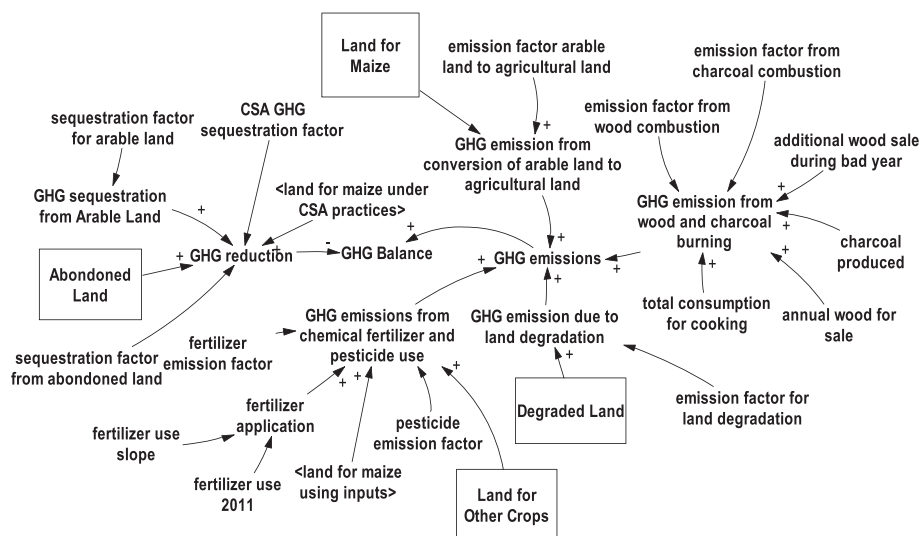 Land for
Maize
emission factor arable
land to agricultural land
emission factor from
charcoal combustion
CSA GHG
sequestration factor
sequestration factor
for arable land
emission factor from
wood combustion
additional wood sale
during bad year
GHG emission from
conversion of arable land to
agricultural land
GHG sequestration
from Arable Land
<land for maize under
CSA practices>
GHG emission from
wood and charcoal
burning
charcoal
produced
GHG reduction
GHG Balance
GHG emissions
Abondoned
Land
total consumption
for cooking
annual wood for
sale
GHG emissions from
chemical fertilizer and
pesticide use
GHG emission due to
land degradation
fertilizer
emission factor
sequestration factor
from abondoned land
Degraded Land
emission factor for
land degradation
fertilizer
application
pesticide
emission factor
fertilizer use
slope
<land for maize
using inputs>
fertilizer use
2011
Land for
Other Crops